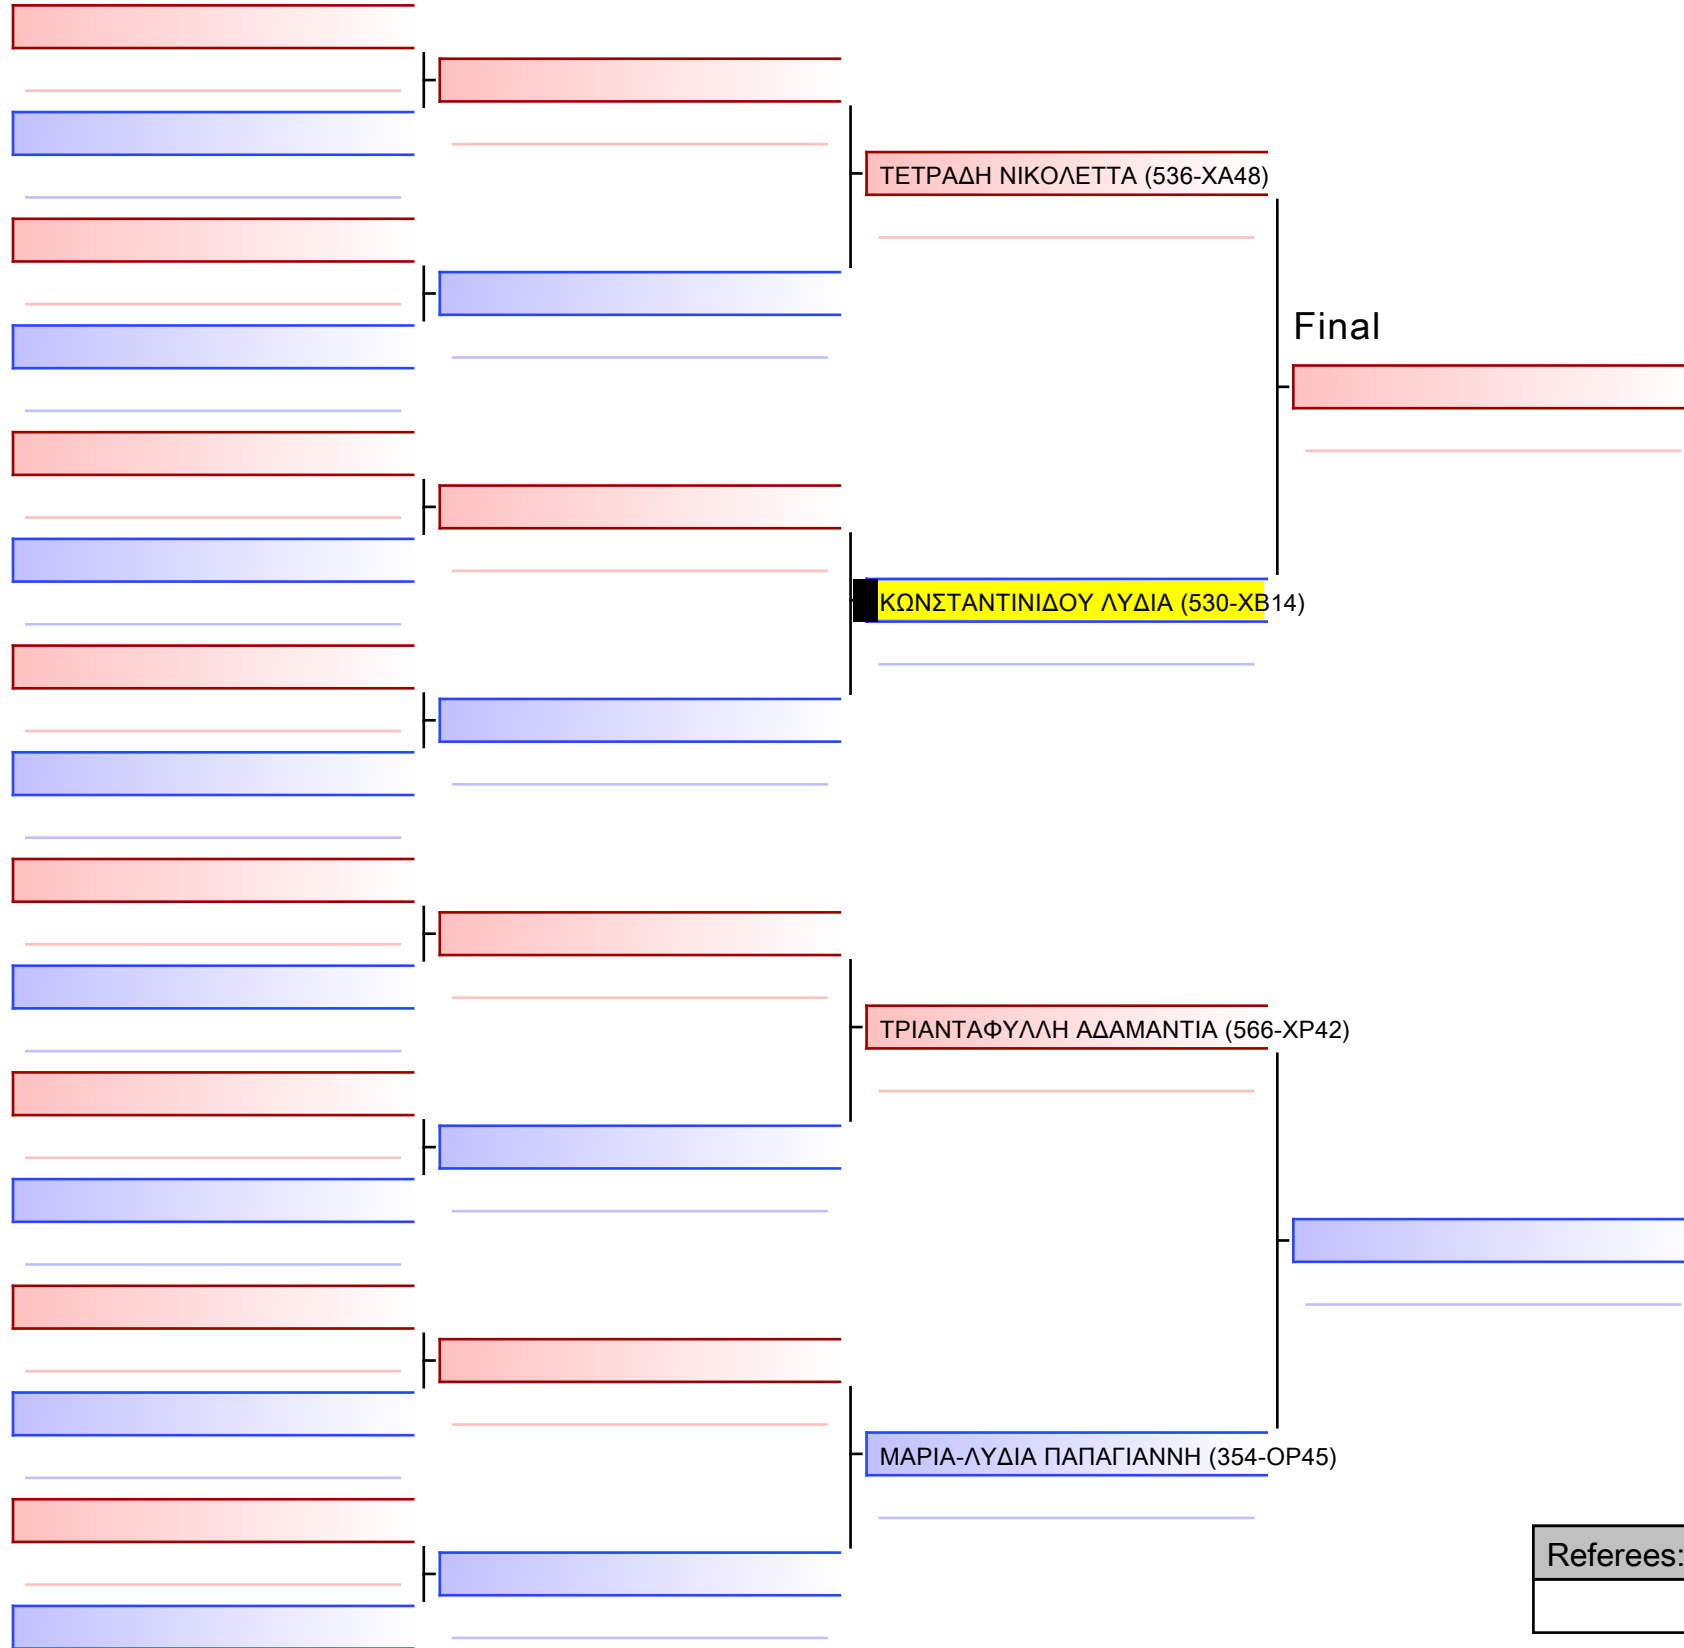 ΤΕΤΡΑΔΗ ΝΙΚΟΛΕΤΤΑ (536-ΧΑ48)
Final
ΚΩΝΣΤΑΝΤΙΝΙΔΟΥ ΛΥΔΙΑ (530-ΧΒ14)
ΤΡΙΑΝΤΑΦΥΛΛΗ ΑΔΑΜΑΝΤΙΑ (566-ΧΡ42)
ΜΑΡΙΑ-ΛΥΔΙΑ ΠΑΠΑΓΙΑΝΝΗ (354-ΟΡ45)
Referees: